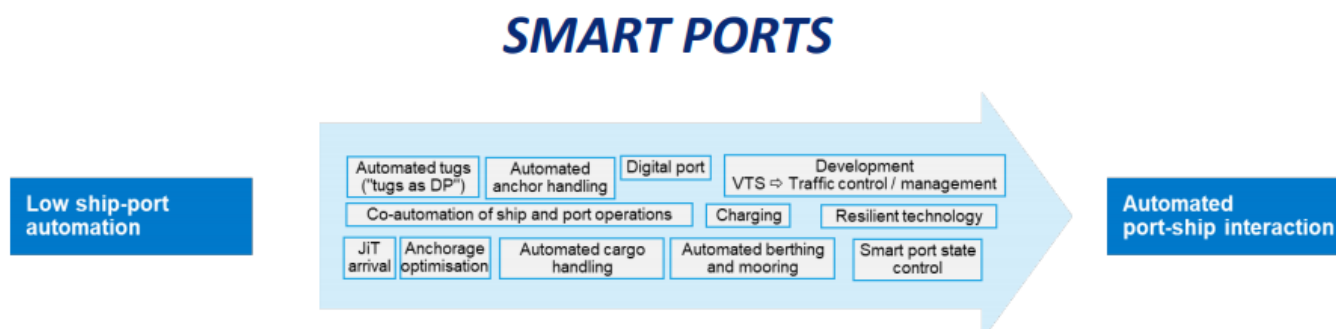 SMART PORTS
Low ship-port
automation
Automated tugs
("tugs as DP")
Automated
anchor handling
Digital port
Development
VTS ⇨ Traffic control / management
Co-automation of ship and port operations
Charging
Resilient technology
JiT
arrival
Anchorage
optimisation
Automated cargo
handling
Automated berthing
and mooring
Smart port state
control
Automated
port-ship interaction